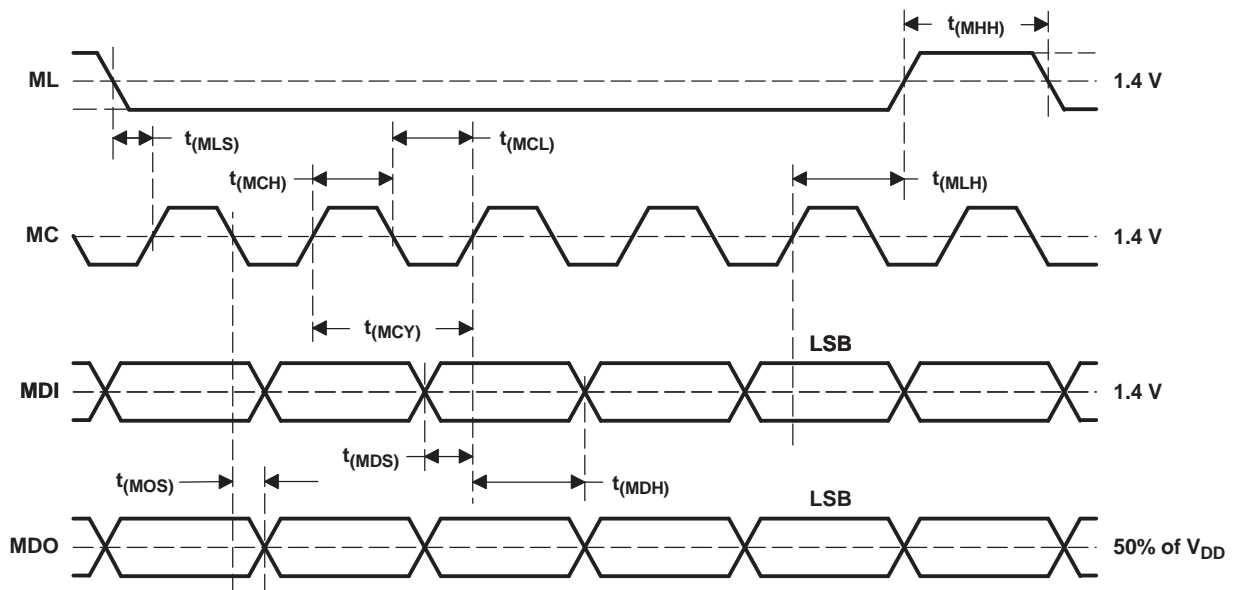 t(MHH)
ML
1.4 V
t(MLS)
t(MCL)
t(MCH)
t(MLH)
MC
1.4 V
t(MCY)
LSB
MDI
1.4 V
t(MDS)
t(MOS)
t(MDH)
LSB
MDO
50% of VDD